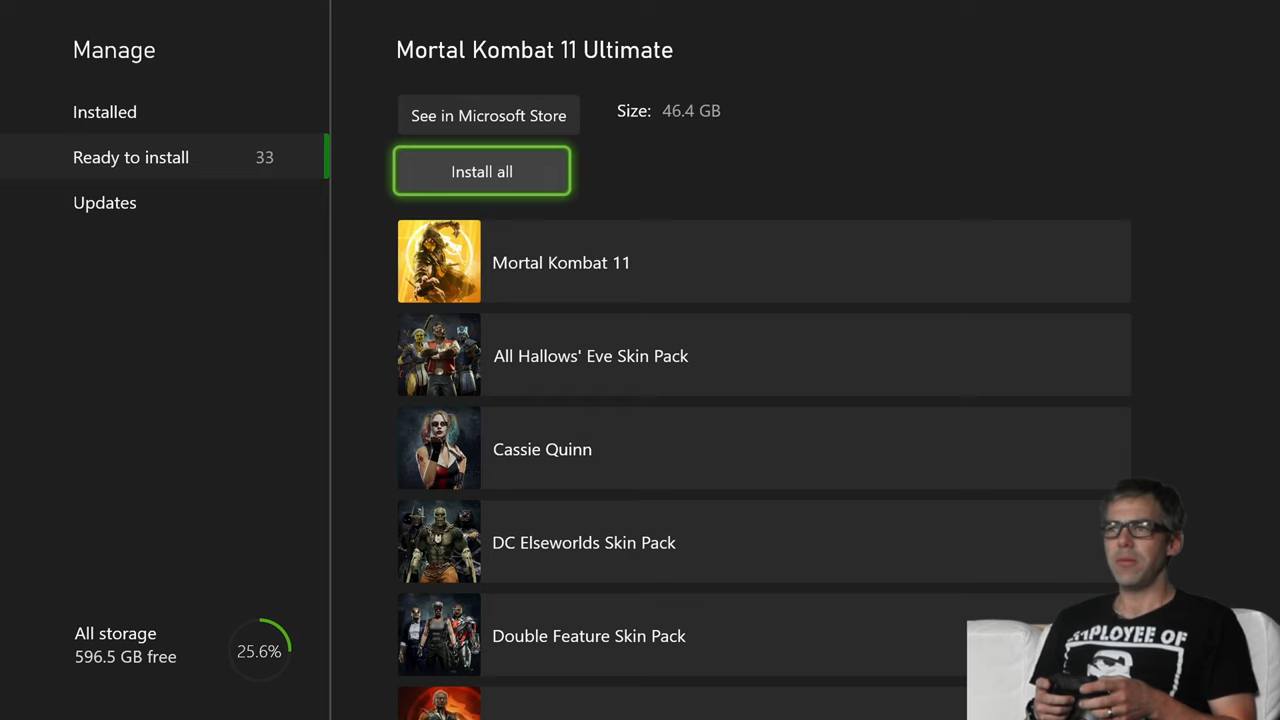 Manage
Installed
Ready to install 33
Updates
All storage
596.5 GB free
25.6%
Mortal Kombat 11 Ultimate
See in Microsoft Store
Size: 46.4 GB
Install all
Mortal Kombat 11
All Hallows' Eve Skin Pack
Cassie Quinn
DC Elseworlds Skin Pack
Double Feature Skin Pack
EMPLOYEE OF